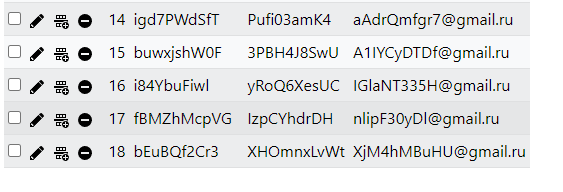 14 igd7PWdSfT Pufi03amK4 aAdrQmfgr7@gmail.ru
15 buwxjshW0F 3PBH4J8SwU A1IYCyDTDf@gmail.ru
16 i84YbuFiwl yRoQ6XesUC IGlaNT335H@gmail.ru
17 fBMZhMcpVG IzpCYhdrDH nlipF30yDl@gmail.ru
18 bEuBQf2Cr3 XHOmnxLvWt XjM4hMBuHU@gmail.ru